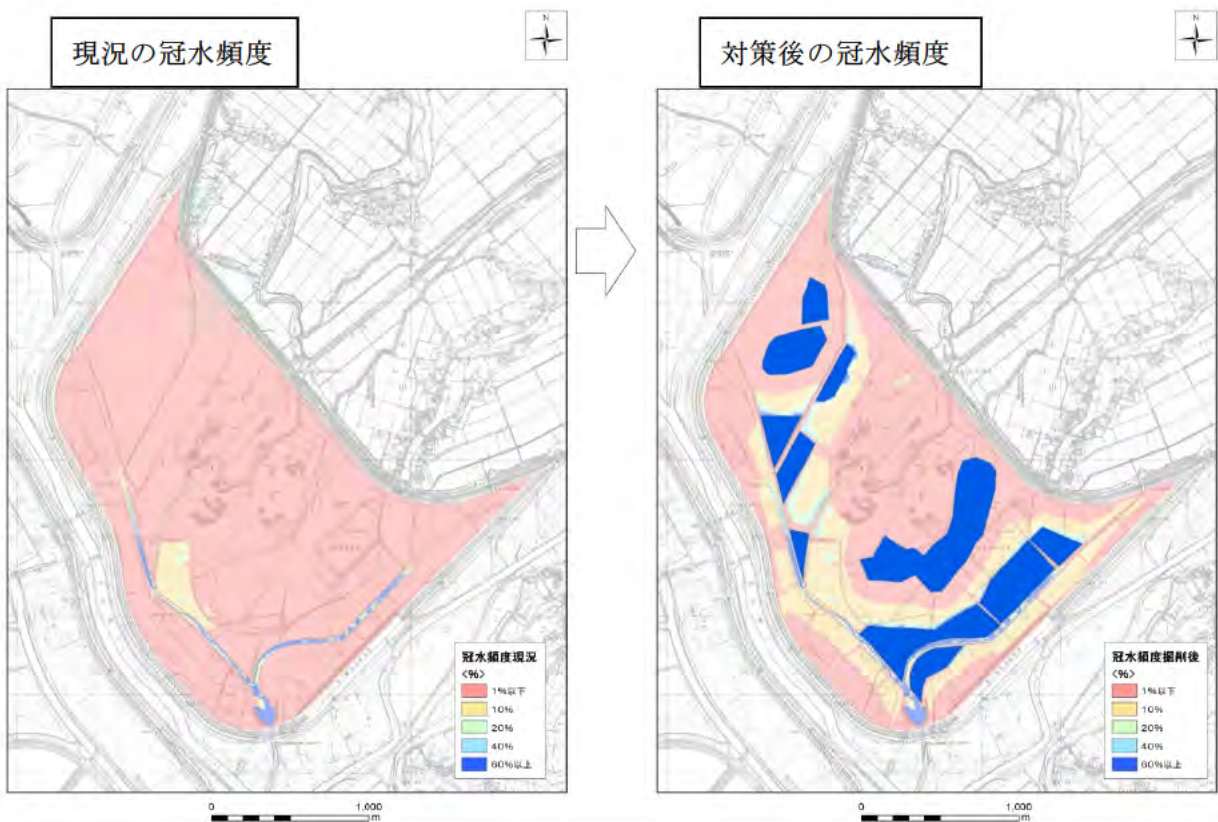 現況の冠水頻度
N
対策後の冠水頻度
N
冠水頻度現況
<%>
1%以下
10%
20%
40%
60%以上
0 1,000
m
冠水頻度掘削後
<%>
1%以下
10%
20%
40%
60%以上
0 1,000
m